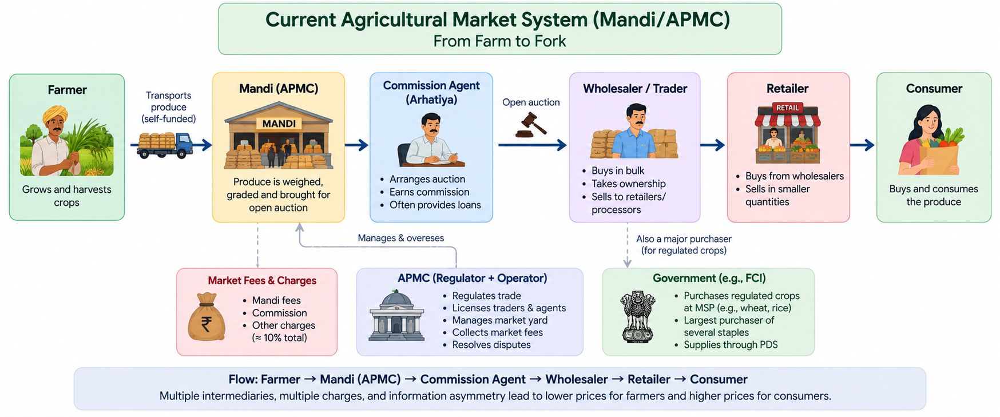 Current Agricultural Market System (Mandi/APMC)
From Farm to Fork
Farmer
Grows and harvests
crops
Transports
produce
(self-funded)
Mandi (APMC)
MANDI
Produce is weighed,
graded and brought for
open auction
Commission Agent
(Arhatiya)
• Arranges auction
• Earns commission
• Often provides loans
Open auction
Wholesaler / Trader
• Buys in bulk
• Takes ownership
• Sells to retailers/
processors
Retailer
RETAIL
• Buys from wholesalers
• Sells in smaller
quantities
Consumer
Buys and consumes
the produce
Manages & overeses
Also a major purchaser
(for regulated crops)
Market Fees & Charges
₹
• Mandi fees
• Commission
• Other charges
(≈ 10% total)
APMC (Regulator + Operator)
• Regulates trade
• Licenses traders & agents
• Manages market yard
• Collects market fees
• Resolves disputes
Government (e.g., FCI)
• Purchases regulated crops
at MSP (e.g., wheat, rice)
• Largest purchaser of
several staples
• Supplies through PDS
Flow: Farmer → Mandi (APMC) → Commission Agent → Wholesaler → Retailer → Consumer
Multiple intermediaries, multiple charges, and information asymmetry lead to lower prices for farmers and higher prices for consumers.